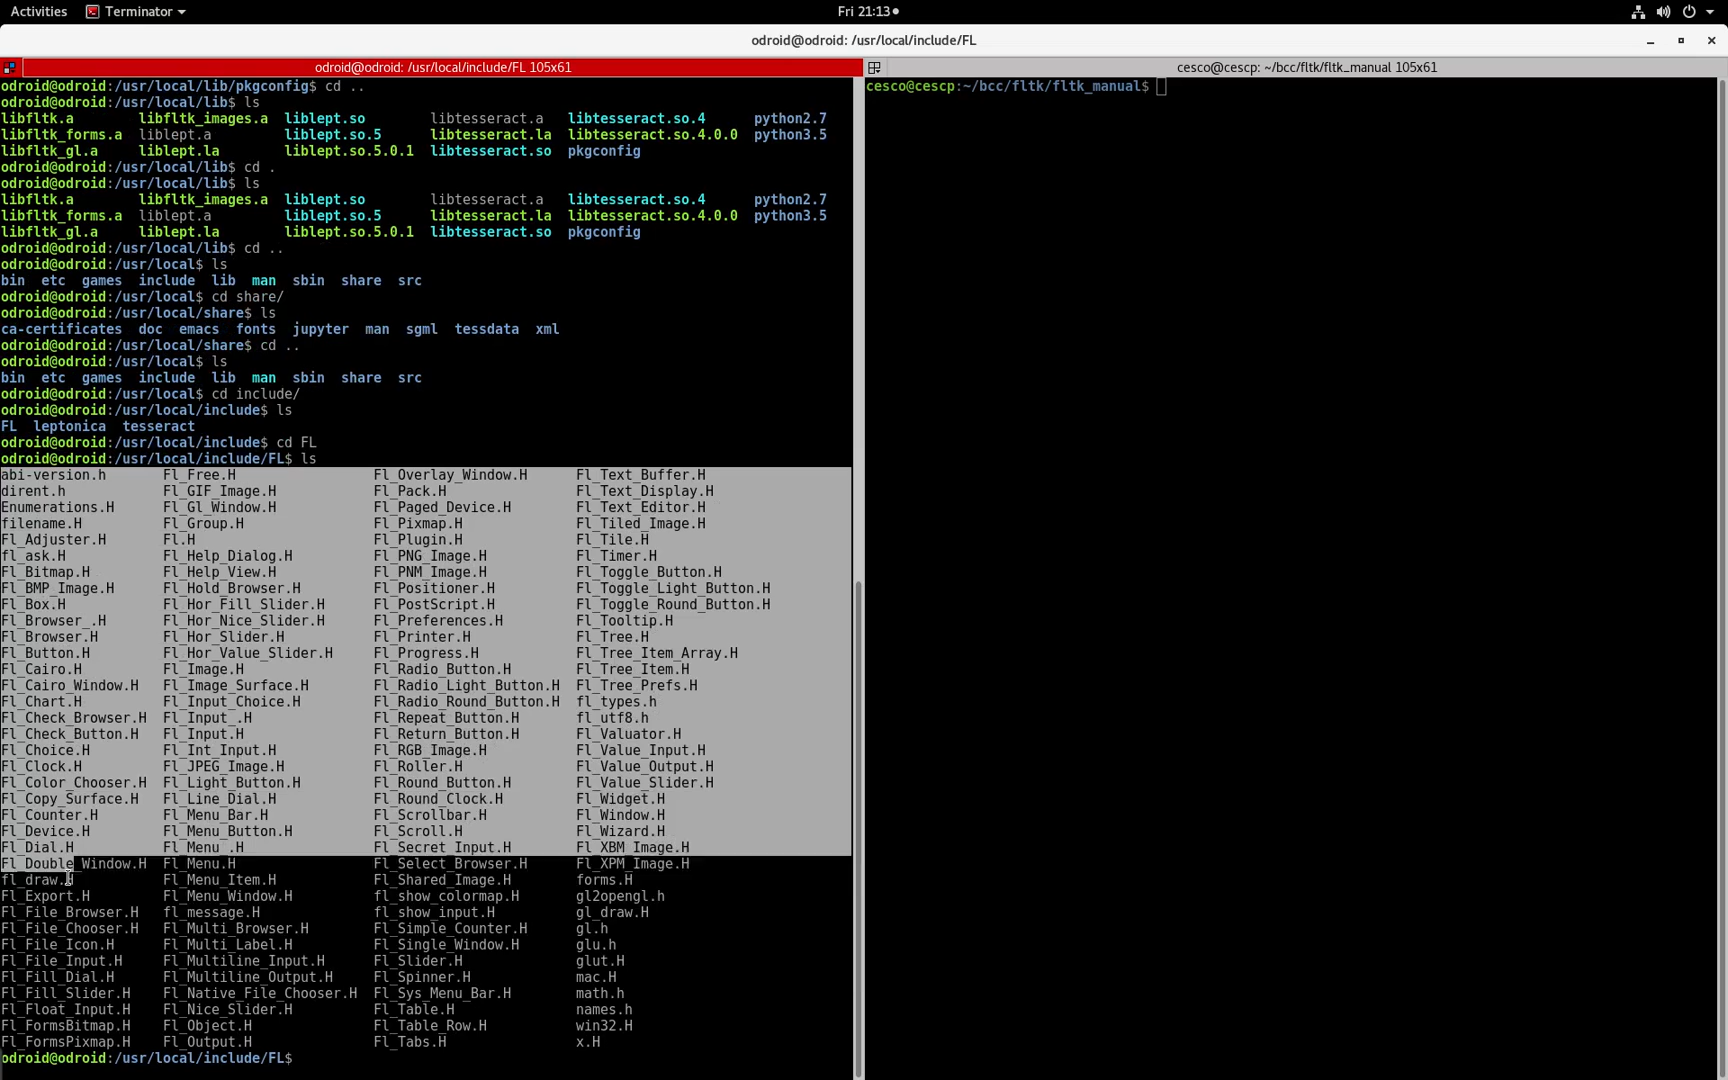 Activities Terminator Fri 21:13
odroid@odroid: /usr/local/include/FL
odroid@odroid: /usr/local/include/FL 105x61
cesco@cescp: ~/bcc/fltk/fltk_manual 105x61
odroid@odroid:/usr/local/lib/pkgconfig$ cd ..
odroid@odroid:/usr/local/lib$ ls
libfltk.a libfltk_images.a liblept.so libtesseract.a libtesseract.so.4 python2.7
libfltk_forms.a liblept.a liblept.so.5 libtesseract.la libtesseract.so.4.0.0 python3.5
libfltk_gl.a liblept.la liblept.so.5.0.1 libtesseract.so pkgconfig
odroid@odroid:/usr/local/lib$ cd .
odroid@odroid:/usr/local/lib$ ls
libfltk.a libfltk_images.a liblept.so libtesseract.a libtesseract.so.4 python2.7
libfltk_forms.a liblept.a liblept.so.5 libtesseract.la libtesseract.so.4.0.0 python3.5
libfltk_gl.a liblept.la liblept.so.5.0.1 libtesseract.so pkgconfig
odroid@odroid:/usr/local/lib$ cd ..
odroid@odroid:/usr/local$ ls
bin etc games include lib man sbin share src
odroid@odroid:/usr/local$ cd share/
odroid@odroid:/usr/local/share$ ls
ca-certificates doc emacs fonts jupyter man sgml tessdata xml
odroid@odroid:/usr/local/share$ cd ..
odroid@odroid:/usr/local$ ls
bin etc games include lib man sbin share src
odroid@odroid:/usr/local$ cd include/
odroid@odroid:/usr/local/include$ ls
FL leptonica tesseract
odroid@odroid:/usr/local/include$ cd FL
odroid@odroid:/usr/local/include/FL$ ls
abi-version.h Fl_Free.H Fl_Overlay_Window.H Fl_Text_Buffer.H
dirent.h Fl_GIF_Image.H Fl_Pack.H Fl_Text_Display.H
Enumerations.H Fl_Gl_Window.H Fl_Paged_Device.H Fl_Text_Editor.H
filename.H Fl_Group.H Fl_Pixmap.H Fl_Tiled_Image.H
Fl_Adjuster.H Fl.H Fl_Plugin.H Fl_Tile.H
fl_ask.H Fl_Help_Dialog.H Fl_PNG_Image.H Fl_Timer.H
Fl_Bitmap.H Fl_Help_View.H Fl_PNM_Image.H Fl_Toggle_Button.H
Fl_BMP_Image.H Fl_Hold_Browser.H Fl_Positioner.H Fl_Toggle_Light_Button.H
Fl_Box.H Fl_Hor_Fill_Slider.H Fl_PostScript.H Fl_Toggle_Round_Button.H
Fl_Browser_.H Fl_Hor_Nice_Slider.H Fl_Preferences.H Fl_Tooltip.H
Fl_Browser.H Fl_Hor_Slider.H Fl_Printer.H Fl_Tree.H
Fl_Button.H Fl_Hor_Value_Slider.H Fl_Progress.H Fl_Tree_Item_Array.H
Fl_Cairo.H Fl_Image.H Fl_Radio_Button.H Fl_Tree_Item.H
Fl_Cairo_Window.H Fl_Image_Surface.H Fl_Radio_Light_Button.H Fl_Tree_Prefs.H
Fl_Chart.H Fl_Input_Choice.H Fl_Radio_Round_Button.H fl_types.h
Fl_Check_Browser.H Fl_Input_.H Fl_Repeat_Button.H fl_utf8.h
Fl_Check_Button.H Fl_Input.H Fl_Return_Button.H Fl_Valuator.H
Fl_Choice.H Fl_Int_Input.H Fl_RGB_Image.H Fl_Value_Input.H
Fl_Clock.H Fl_JPEG_Image.H Fl_Roller.H Fl_Value_Output.H
Fl_Color_Chooser.H Fl_Light_Button.H Fl_Round_Button.H Fl_Value_Slider.H
Fl_Copy_Surface.H Fl_Line_Dial.H Fl_Round_Clock.H Fl_Widget.H
Fl_Counter.H Fl_Menu_Bar.H Fl_Scrollbar.H Fl_Window.H
Fl_Device.H Fl_Menu_Button.H Fl_Scroll.H Fl_Wizard.H
Fl_Dial.H Fl_Menu_.H Fl_Secret_Input.H Fl_XBM_Image.H
Fl_Double_Window.H Fl_Menu.H Fl_Select_Browser.H Fl_XPM_Image.H
fl_draw.H Fl_Menu_Item.H Fl_Shared_Image.H forms.H
Fl_Export.H Fl_Menu_Window.H fl_show_colormap.H gl2opengl.h
Fl_File_Browser.H fl_message.H fl_show_input.H gl_draw.H
Fl_File_Chooser.H Fl_Multi_Browser.H Fl_Simple_Counter.H gl.h
Fl_File_Icon.H Fl_Multi_Label.H Fl_Single_Window.H glu.h
Fl_File_Input.H Fl_Multiline_Input.H Fl_Slider.H glut.H
Fl_Fill_Dial.H Fl_Multiline_Output.H Fl_Spinner.H mac.H
Fl_Fill_Slider.H Fl_Native_File_Chooser.H Fl_Sys_Menu_Bar.H math.h
Fl_Float_Input.H Fl_Nice_Slider.H Fl_Table.H names.h
Fl_FormsBitmap.H Fl_Object.H Fl_Table_Row.H win32.H
Fl_FormsPixmap.H Fl_Output.H Fl_Tabs.H x.H
odroid@odroid:/usr/local/include/FL$
cesco@cescp:~/bcc/fltk/fltk_manual$